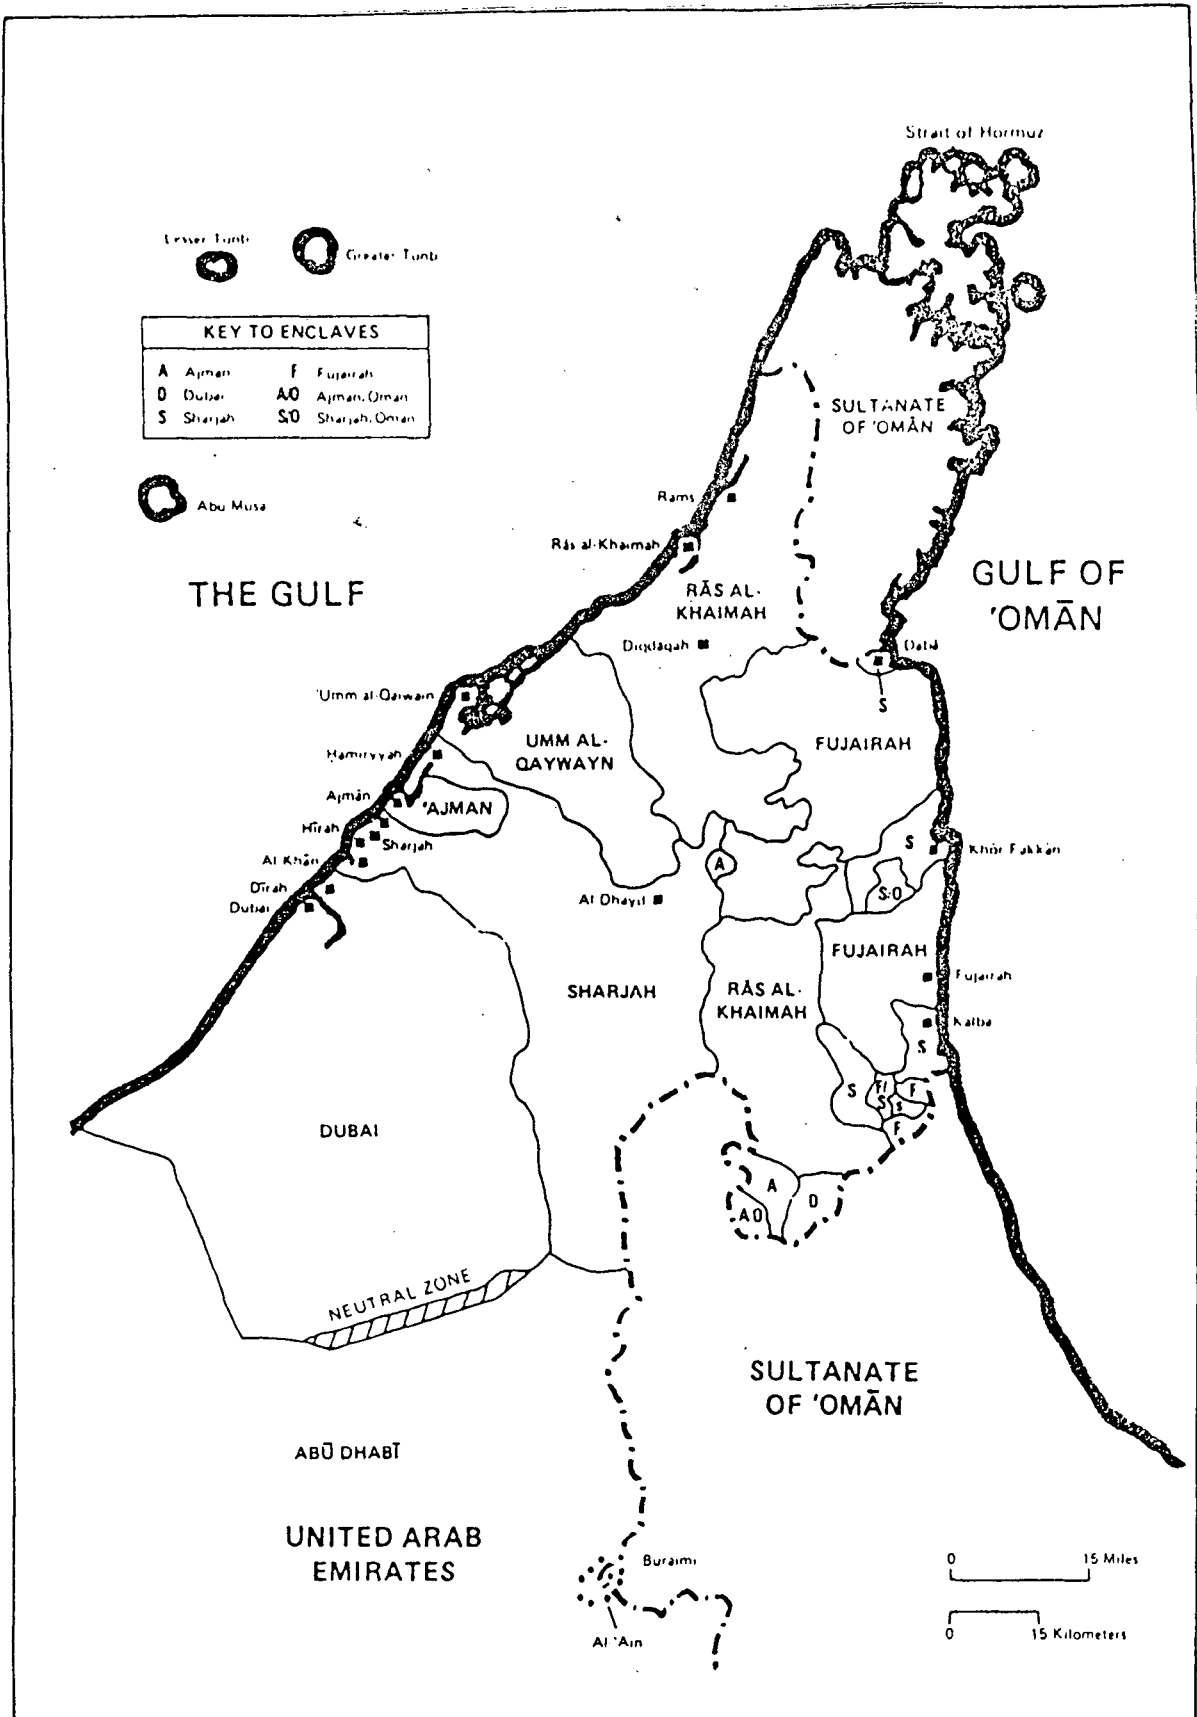 Strait of Hormuz
Lesser Tunb
Greater Tunb
KEY TO ENCLAVES
A Ajman F Fujairah
D Dubai A/O Ajman, Oman
S Sharjah S/O Sharjah, Oman
Abu Musa
SULTANATE
OF 'OMĀN
Rams
Râs al-Khaimah
THE GULF
GULF OF
'OMĀN
RĀS AL-
KHAIMAH
Diqdaqah
Daba
S
'Umm al-Qaiwain
UMM AL-
QAYWAYN
FUJAIRAH
Hamiryyah
Ajmān
'AJMAN
Hīrah
Sharjah
Al Khān
Dīrah
Dubai
A
S
Khōr Fakkān
S/O
Al Dhayd
FUJAIRAH
Fujairah
SHARJAH
RĀS AL-
KHAIMAH
Kalba
S
S
F/
S
F
S
F
DUBAI
A
D
A/O
NEUTRAL ZONE
SULTANATE
OF 'OMĀN
ABŪ DHABĪ
UNITED ARAB
EMIRATES
Buraimi
Al 'Ain
0 15 Miles
0 15 Kilometers